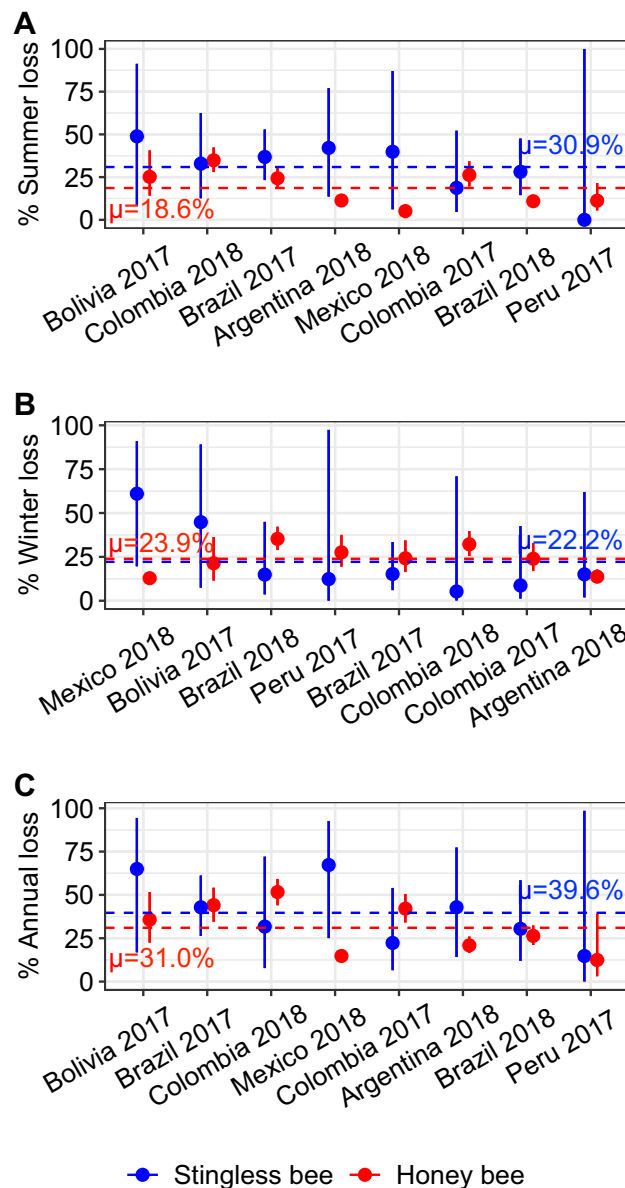 A
% Summer loss
100
75
50
25
0
μ=30.9%
μ=18.6%
Bolivia 2017
Colombia 2018
Brazil 2017
Argentina 2018
Mexico 2018
Colombia 2017
Brazil 2018
Peru 2017
B
% Winter loss
100
75
50
25
0
μ=23.9%
μ=22.2%
Mexico 2018
Bolivia 2017
Brazil 2018
Peru 2017
Brazil 2017
Colombia 2018
Colombia 2017
Argentina 2018
C
% Annual loss
100
75
50
25
0
μ=39.6%
μ=31.0%
Bolivia 2017
Brazil 2017
Colombia 2018
Mexico 2018
Colombia 2017
Argentina 2018
Brazil 2018
Peru 2017
Stingless bee Honey bee